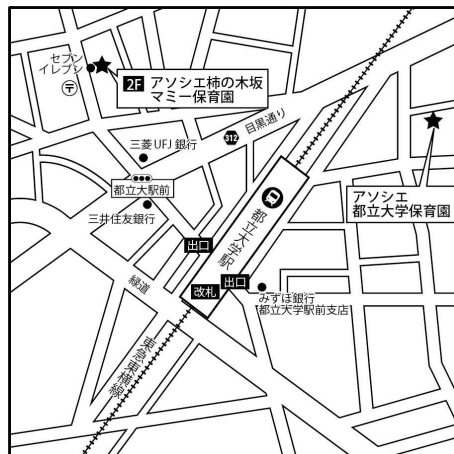 セブン
イレブン
〒
2F アソシエ柿の木坂
マミー保育園
312
目黒通り
三菱UFJ銀行
都立大駅前
三井住友銀行
アソシエ
都立大学保育園
都立大学駅
出口
緑道
改札
出口
みずほ銀行
都立大学駅前支店
東急東横線